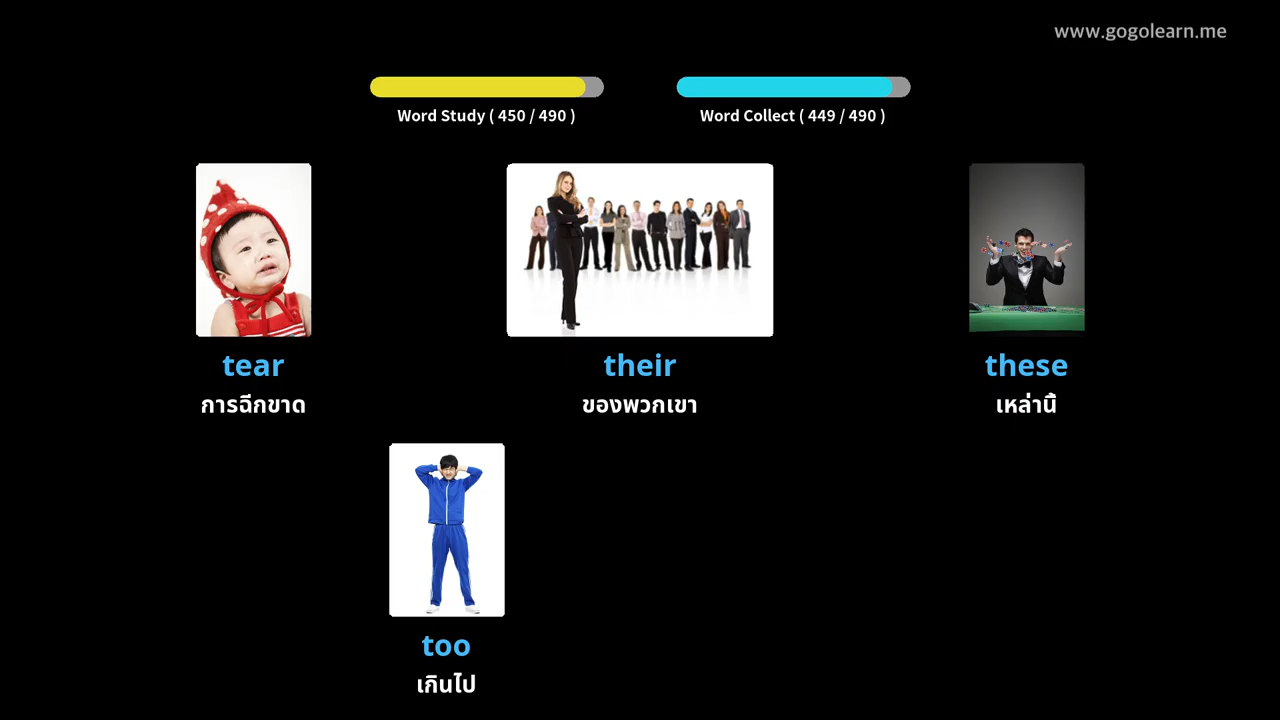 www.gogolearn.me
Word Study ( 450 / 490 )
Word Collect ( 449 / 490 )
tear
การฉีกขาด
their
ของพวกเขา
these
เหล่านี้
too
เกินไป